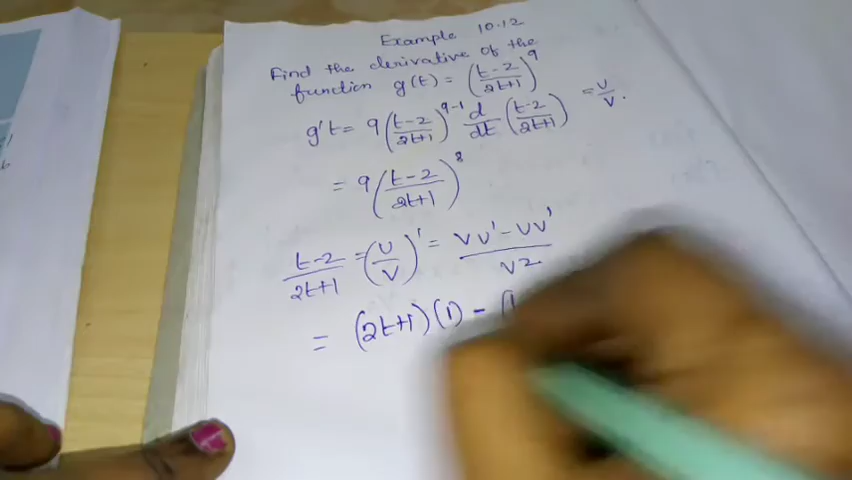 Example 10.12
Find the derivative of the
function g(t) = (t-2/2t+1)^9
g't = 9(t-2/2t+1)^9-1 d/dt (t-2/2t+1) = u/v.
= 9(t-2/2t+1)^8
t-2/2t+1 = (u/v)' = vu' - uv'/v2
= (2t+1)(1) - (